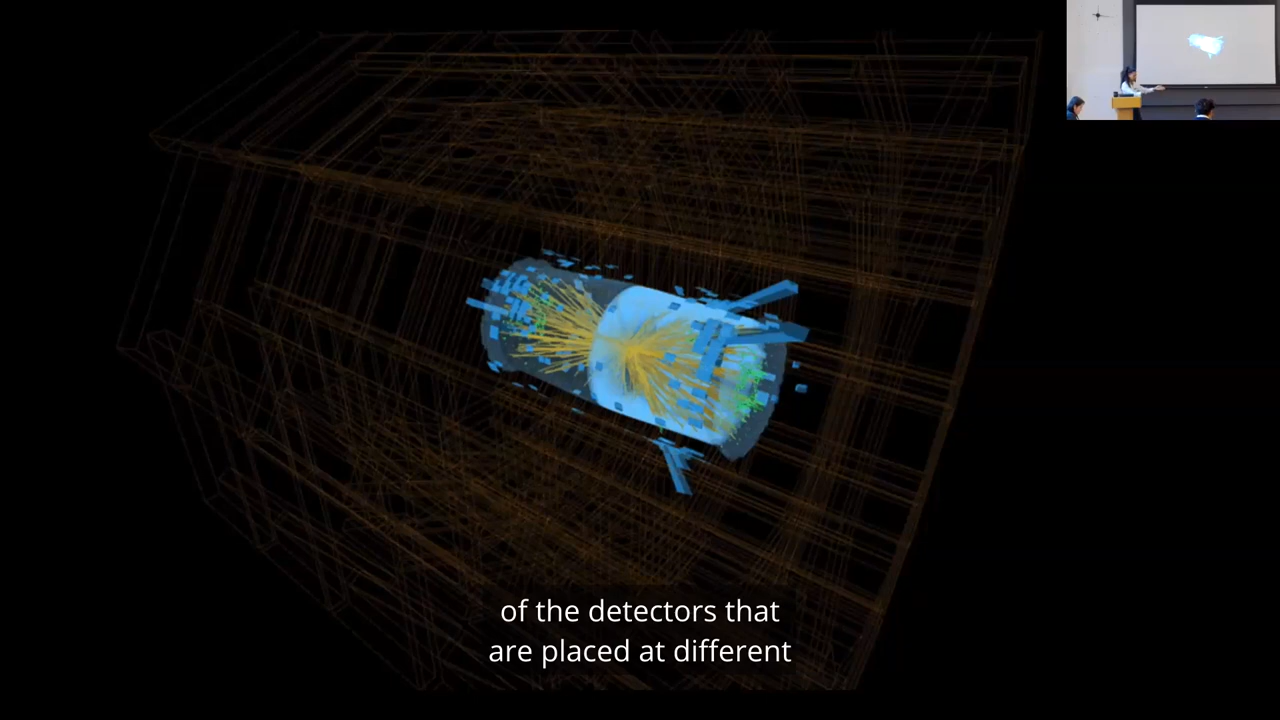 of the detectors that
are placed at different